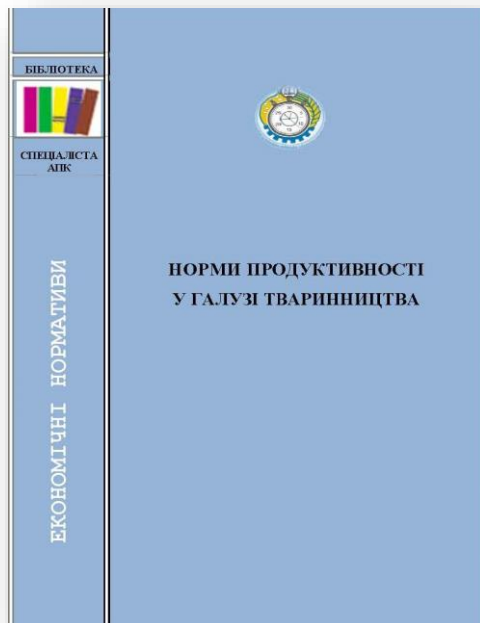 БІБЛІОТЕКА
СПЕЦІАЛІСТА
АПК
ЕКОНОМІЧНІ НОРМАТИВИ
НОРМИ ПРОДУКТИВНОСТІ
У ГАЛУЗІ ТВАРИННИЦТВА